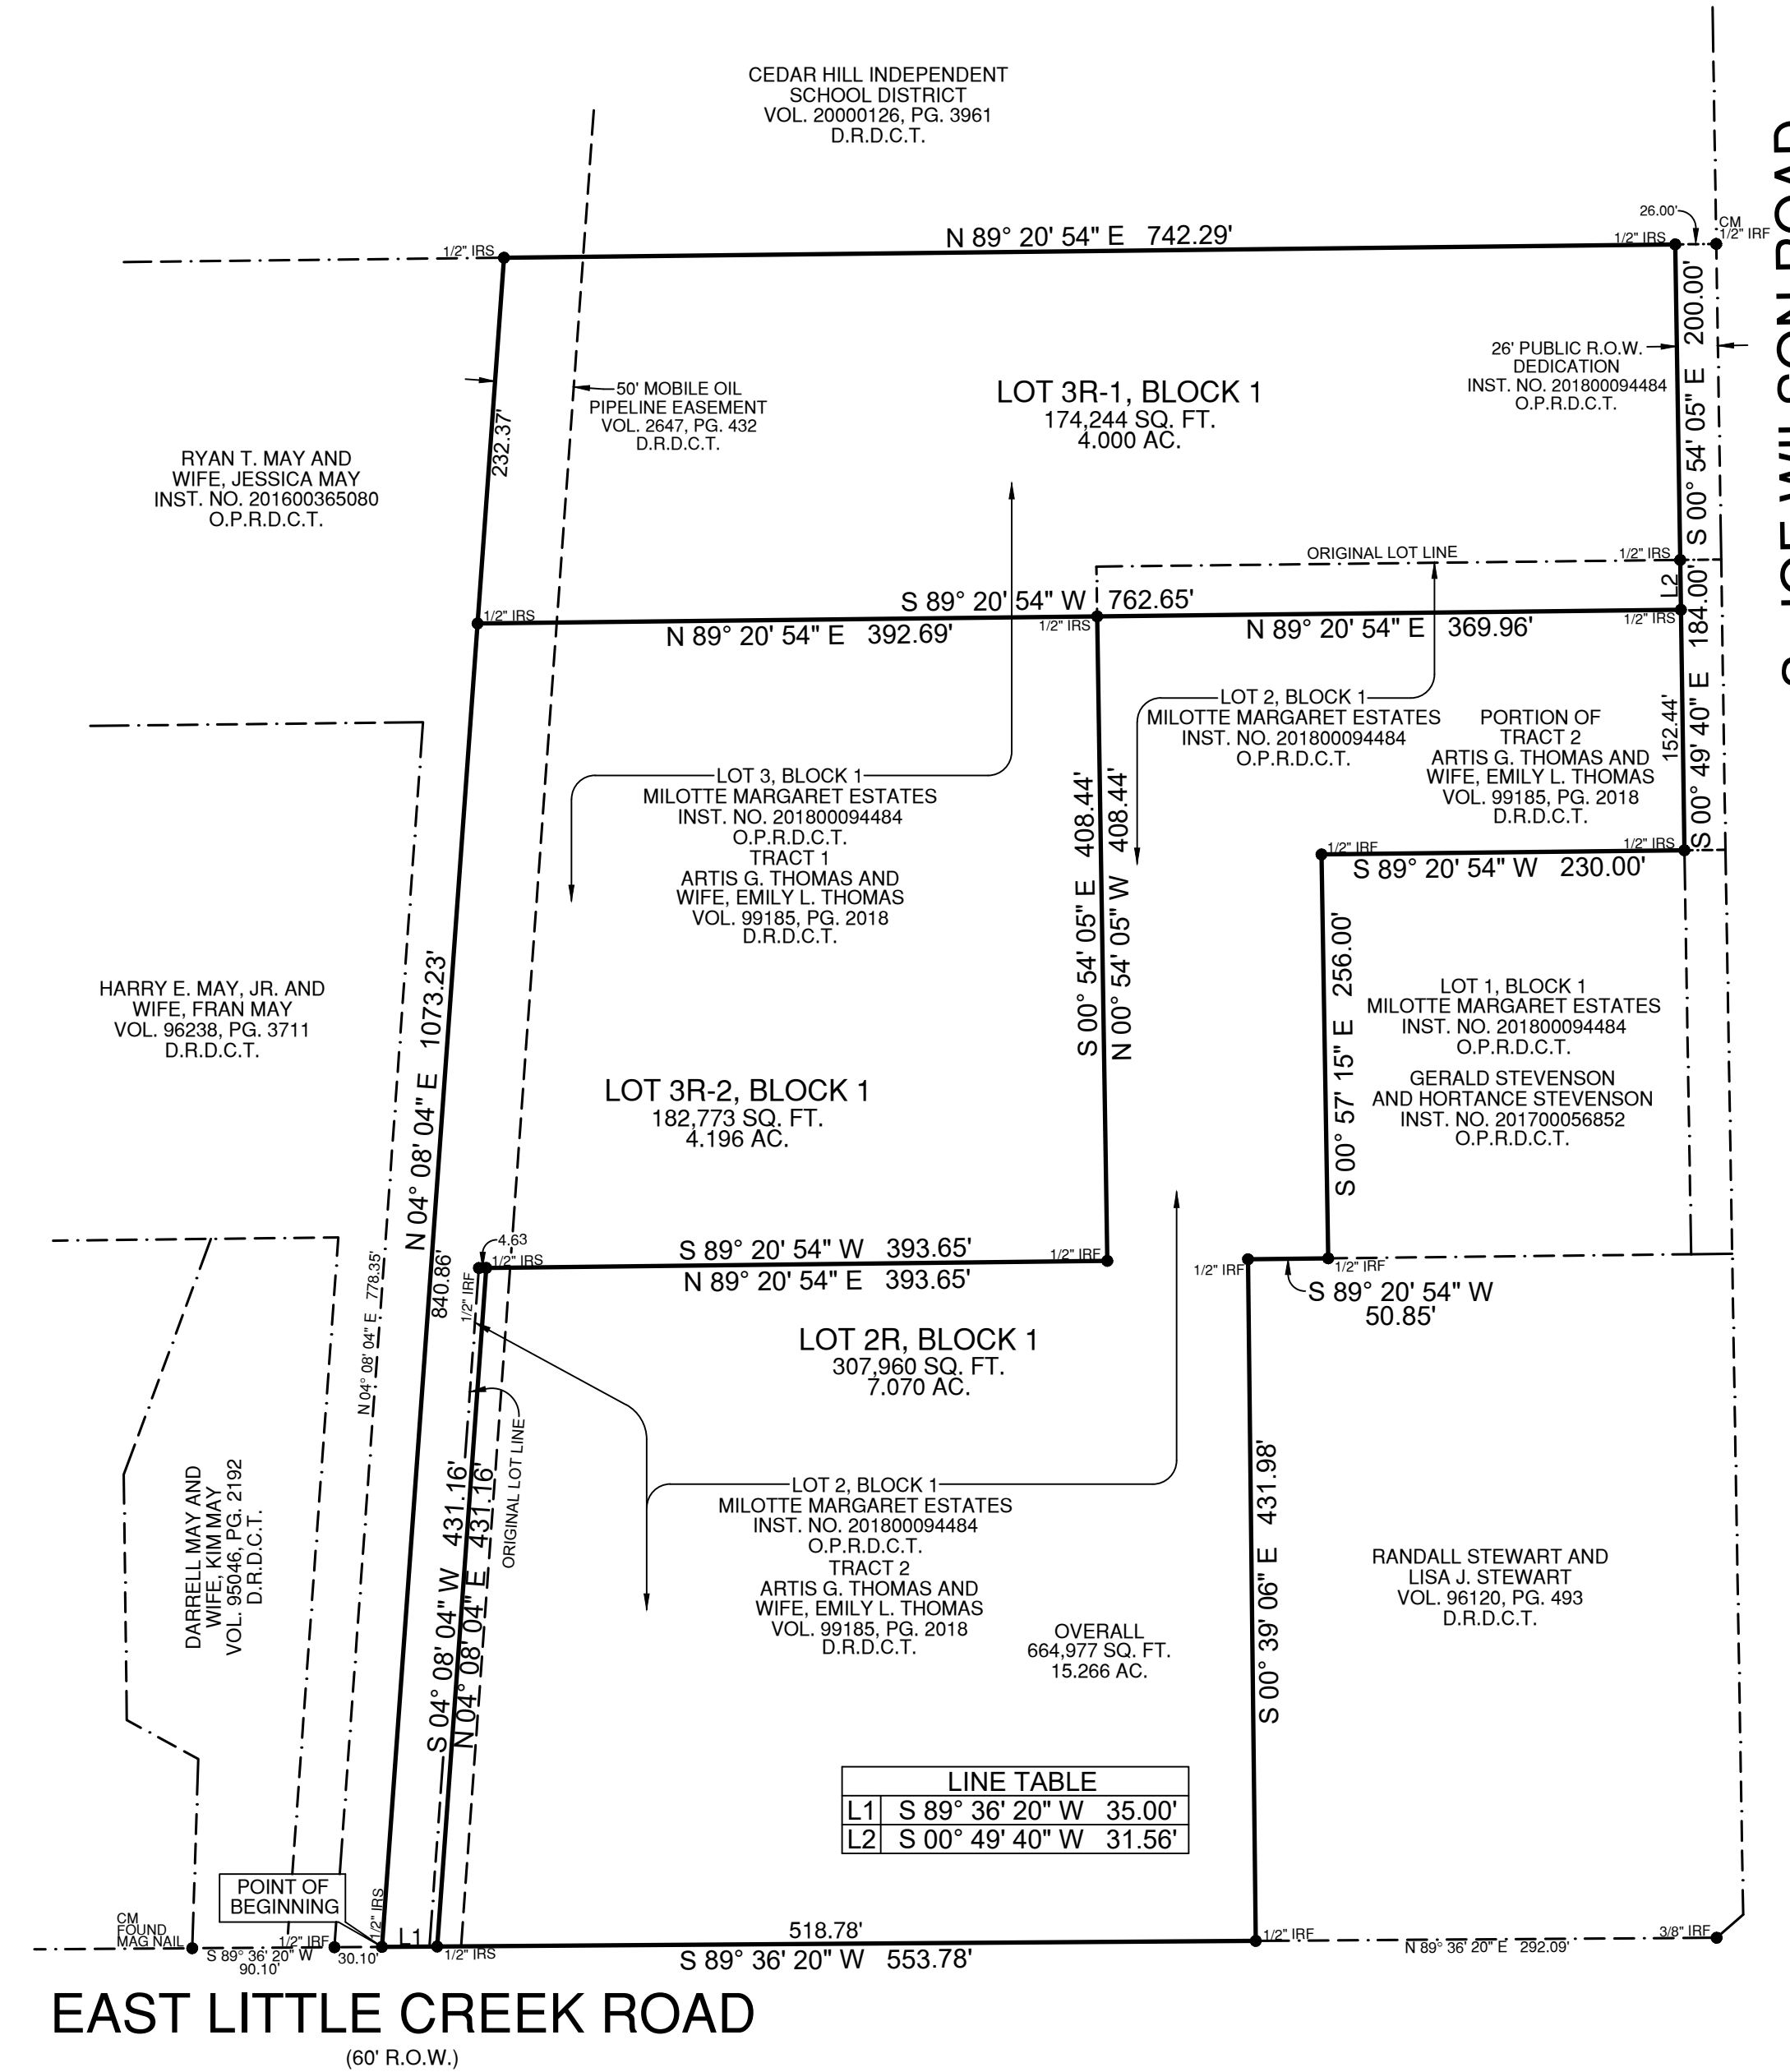 CEDAR HILL INDEPENDENT
SCHOOL DISTRICT
VOL. 20000126, PG. 3961
D.R.D.C.T.
26.00'
CM
1/2" IRF
1/2" IRS
N 89° 20' 54" E 742.29'
1/2" IRS
S 00° 54' 05" E 200.00'
26' PUBLIC R.O.W.
DEDICATION
INST. NO. 201800094484
O.P.R.D.C.T.
LOT 3R-1, BLOCK 1
174,244 SQ. FT.
4.000 AC.
50' MOBILE OIL
PIPELINE EASEMENT
VOL. 2647, PG. 432
D.R.D.C.T.
232.37'
RYAN T. MAY AND
WIFE, JESSICA MAY
INST. NO. 201600365080
O.P.R.D.C.T.
ORIGINAL LOT LINE
1/2" IRS
L2
S 89° 20' 54" W 762.65'
1/2" IRS
N 89° 20' 54" E 392.69'
1/2" IRS
N 89° 20' 54" E 369.96'
1/2" IRS
S 00° 49' 40" E 184.00'
152.44'
LOT 2, BLOCK 1
MILOTTE MARGARET ESTATES
INST. NO. 201800094484
O.P.R.D.C.T.
PORTION OF
TRACT 2
ARTIS G. THOMAS AND
WIFE, EMILY L. THOMAS
VOL. 99185, PG. 2018
D.R.D.C.T.
LOT 3, BLOCK 1
MILOTTE MARGARET ESTATES
INST. NO. 201800094484
O.P.R.D.C.T.
TRACT 1
ARTIS G. THOMAS AND
WIFE, EMILY L. THOMAS
VOL. 99185, PG. 2018
D.R.D.C.T.
S 00° 54' 05" E 408.44'
N 00° 54' 05" W 408.44'
1/2" IRF
1/2" IRS
S 89° 20' 54" W 230.00'
S 00° 57' 15" E 256.00'
LOT 1, BLOCK 1
MILOTTE MARGARET ESTATES
INST. NO. 201800094484
O.P.R.D.C.T.
GERALD STEVENSON
AND HORTANCE STEVENSON
INST. NO. 201700056852
O.P.R.D.C.T.
HARRY E. MAY, JR. AND
WIFE, FRAN MAY
VOL. 96238, PG. 3711
D.R.D.C.T.
N 04° 08' 04" E 1073.23'
LOT 3R-2, BLOCK 1
182,773 SQ. FT.
4.196 AC.
4.63
1/2" IRS
S 89° 20' 54" W 393.65'
1/2" IRF
N 89° 20' 54" E 393.65'
840.86'
1/2" IRF
N 04° 08' 04" E 778.35'
1/2" IRF
1/2" IRF
S 89° 20' 54" W
50.85'
LOT 2R, BLOCK 1
307,960 SQ. FT.
7.070 AC.
S 04° 08' 04" W 431.16'
N 04° 08' 04" E 431.16'
ORIGINAL LOT LINE
LOT 2, BLOCK 1
MILOTTE MARGARET ESTATES
INST. NO. 201800094484
O.P.R.D.C.T.
TRACT 2
ARTIS G. THOMAS AND
WIFE, EMILY L. THOMAS
VOL. 99185, PG. 2018
D.R.D.C.T.
S 00° 39' 06" E 431.98'
RANDALL STEWART AND
LISA J. STEWART
VOL. 96120, PG. 493
D.R.D.C.T.
DARRELL MAY AND
WIFE, KIM MAY
VOL. 95046, PG. 2192
D.R.D.C.T.
OVERALL
664,977 SQ. FT.
15.266 AC.
LINE TABLE
L1 S 89° 36' 20" W 35.00'
L2 S 00° 49' 40" W 31.56'
POINT OF
BEGINNING
1/2" IRS
CM
FOUND
MAG NAIL
S 89° 36' 20" W
90.10'
1/2" IRF
30.10'
L1
1/2" IRS
518.78'
S 89° 36' 20" W 553.78'
1/2" IRF
N 89° 36' 20" E 292.09'
3/8" IRF
EAST LITTLE CREEK ROAD
(60' R.O.W.)